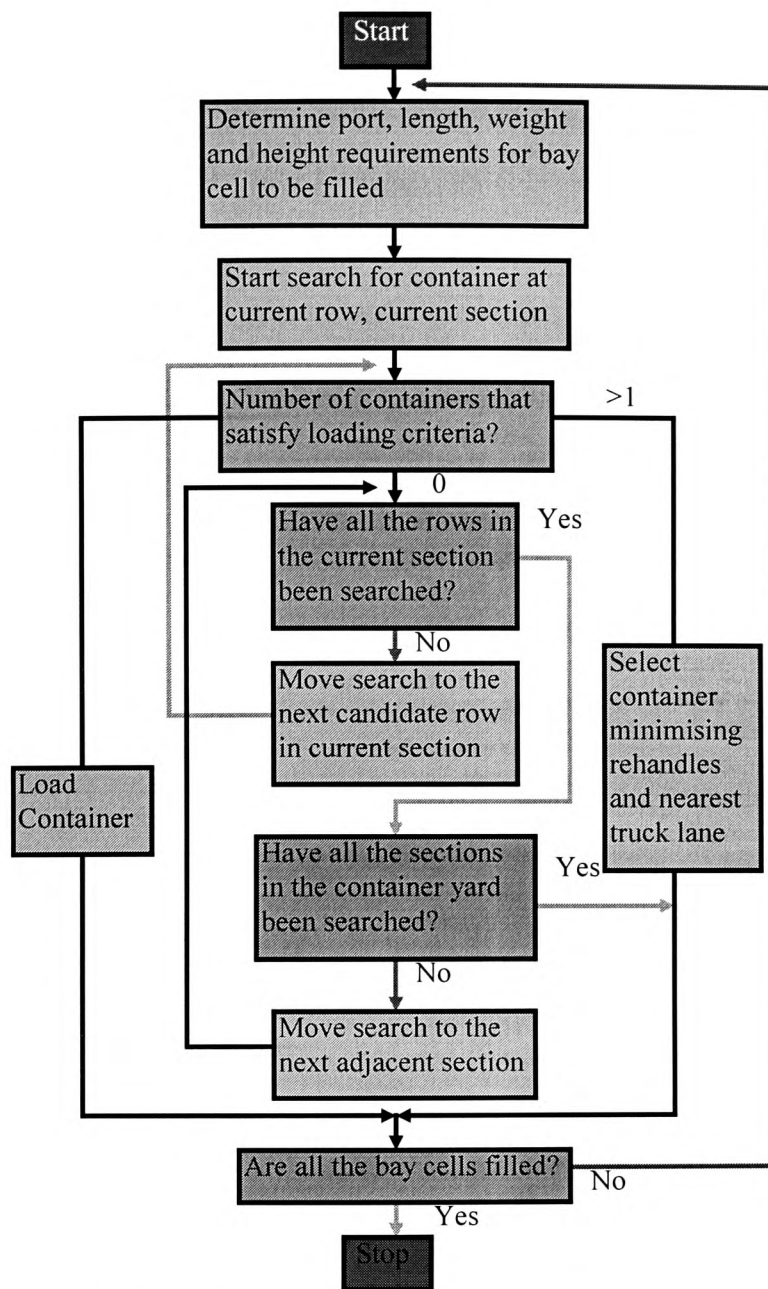 Start
Determine port, length, weight
and height requirements for bay
cell to be filled
Start search for container at
current row, current section
Number of containers that
satisfy loading criteria?
>1
0
Have all the rows in
the current section
been searched?
Yes
No
Move search to the
next candidate row
in current section
Select
container
minimising
rehandles
and nearest
truck lane
Load
Container
Have all the sections
in the container yard
been searched?
Yes
No
Move search to the
next adjacent section
Are all the bay cells filled?
No
Yes
Stop